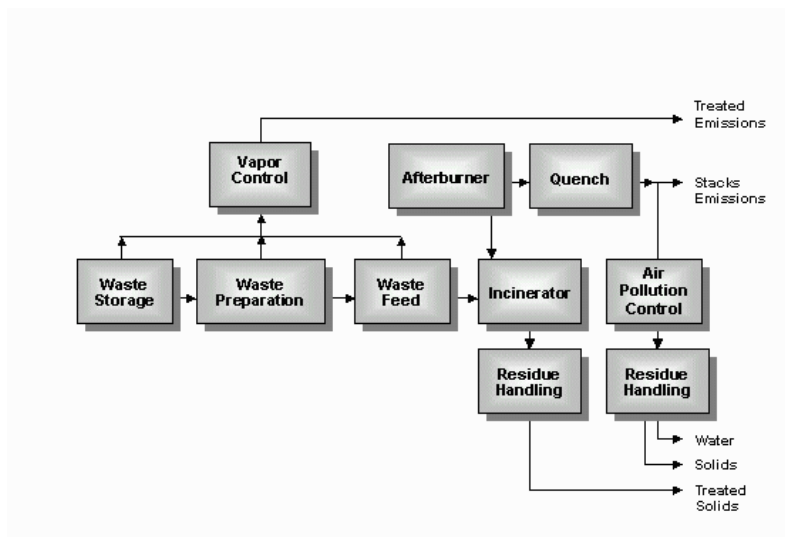 Treated
Emissions
Vapor
Control
Afterburner
Quench
Stacks
Emissions
Waste
Storage
Waste
Preparation
Waste
Feed
Incinerator
Air
Pollution
Control
Residue
Handling
Residue
Handling
Water
Solids
Treated
Solids